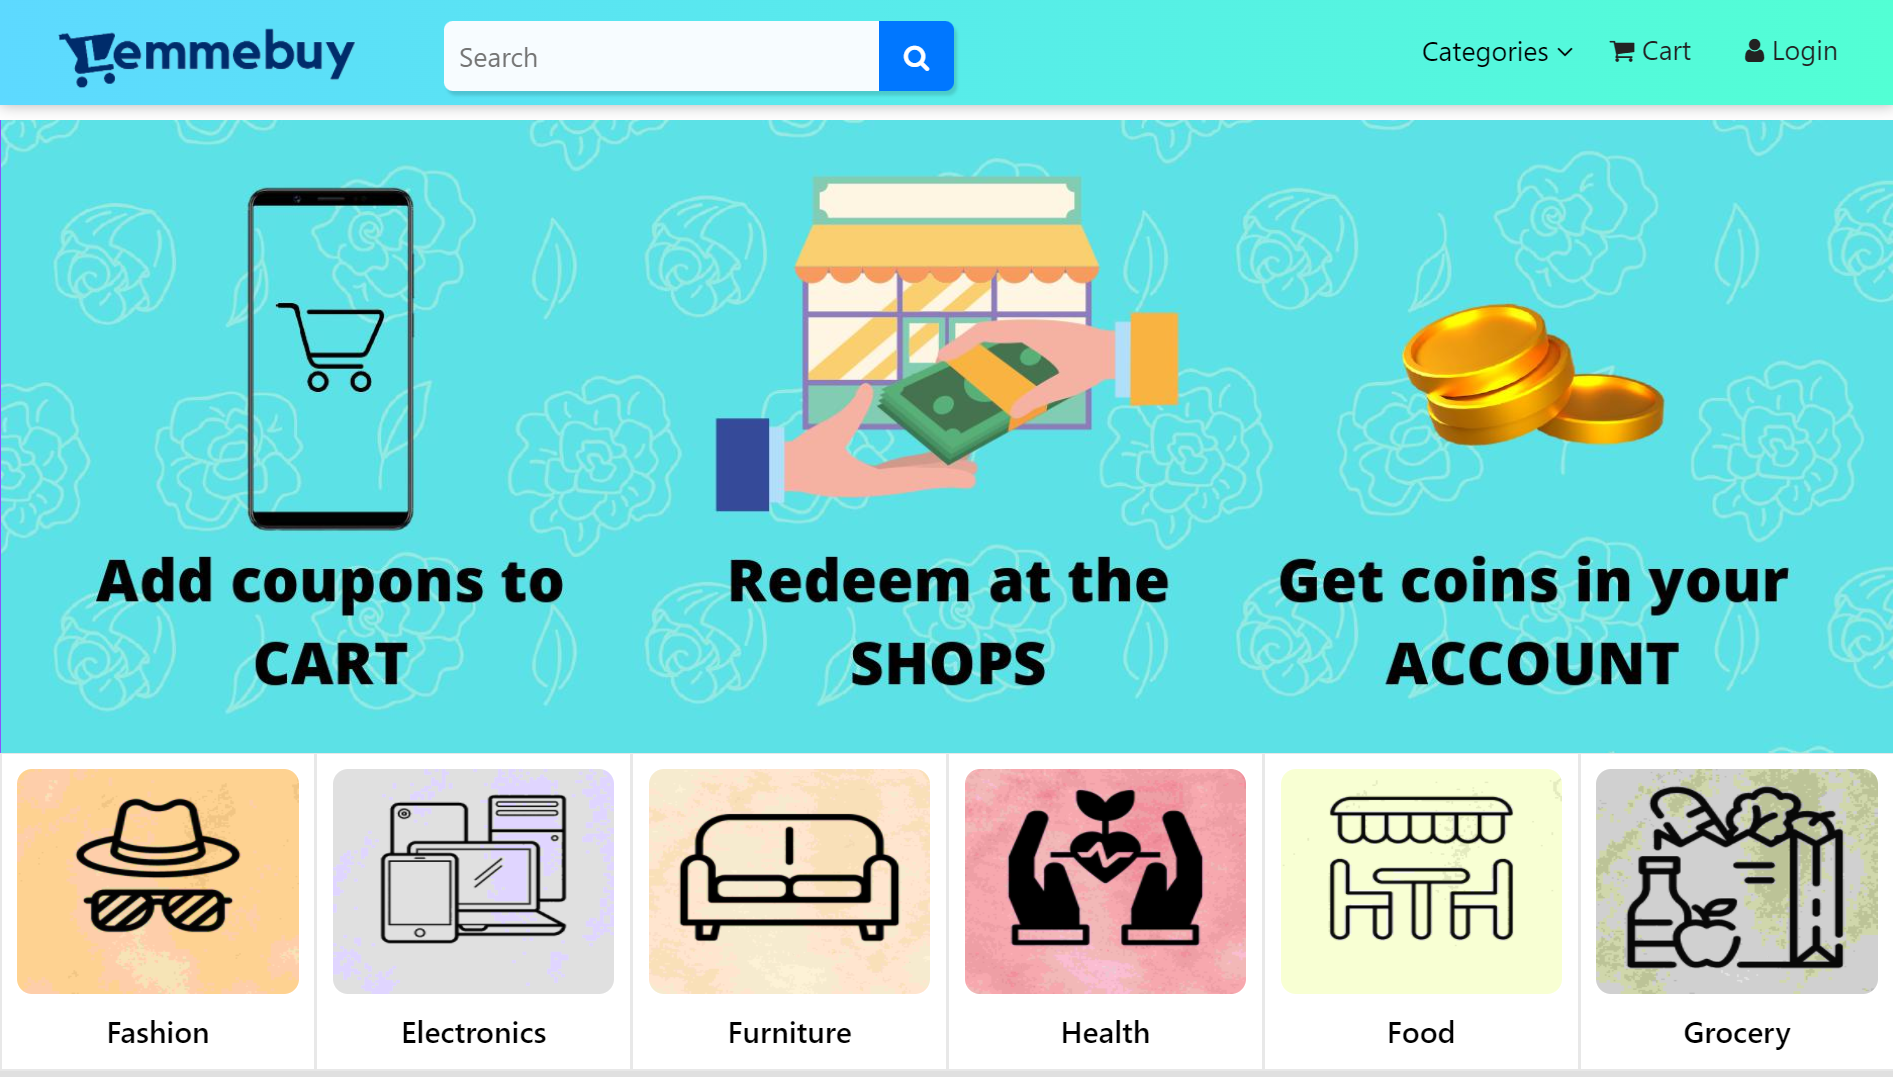 Lemmebuy
Search
Categories
Cart
Login
Add coupons to
CART
Redeem at the
SHOPS
Get coins in your
ACCOUNT
Fashion
Electronics
Furniture
Health
Food
Grocery